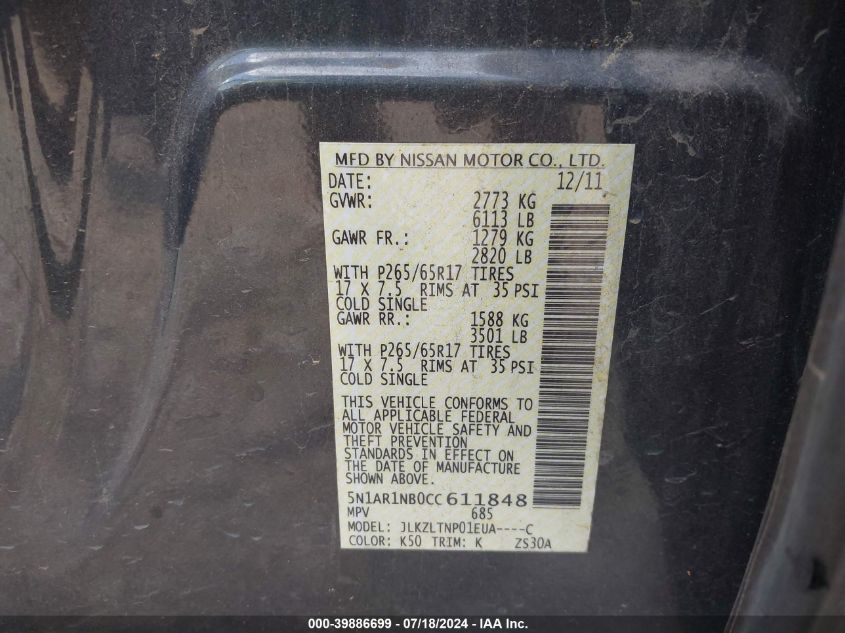 MFD BY NISSAN MOTOR CO., LTD.
DATE: 12/11
GVWR: 2773 KG
6113 LB
GAWR FR.: 1279 KG
2820 LB
WITH P265/65R17 TIRES
17 X 7.5 RIMS AT 35 PSI
COLD SINGLE
GAWR RR.: 1588 KG
3501 LB
WITH P265/65R17 TIRES
17 X 7.5 RIMS AT 35 PSI
COLD SINGLE
THIS VEHICLE CONFORMS TO
ALL APPLICABLE FEDERAL
MOTOR VEHICLE SAFETY AND
THEFT PREVENTION
STANDARDS IN EFFECT ON
THE DATE OF MANUFACTURE
SHOWN ABOVE.
5N1AR1NB0CC 611848
MPV 685
MODEL: JLKZLTNP01EUA----C
COLOR: K50 TRIM: K ZS30A
000-39886699 / 07/18/2024 - IAA Inc.